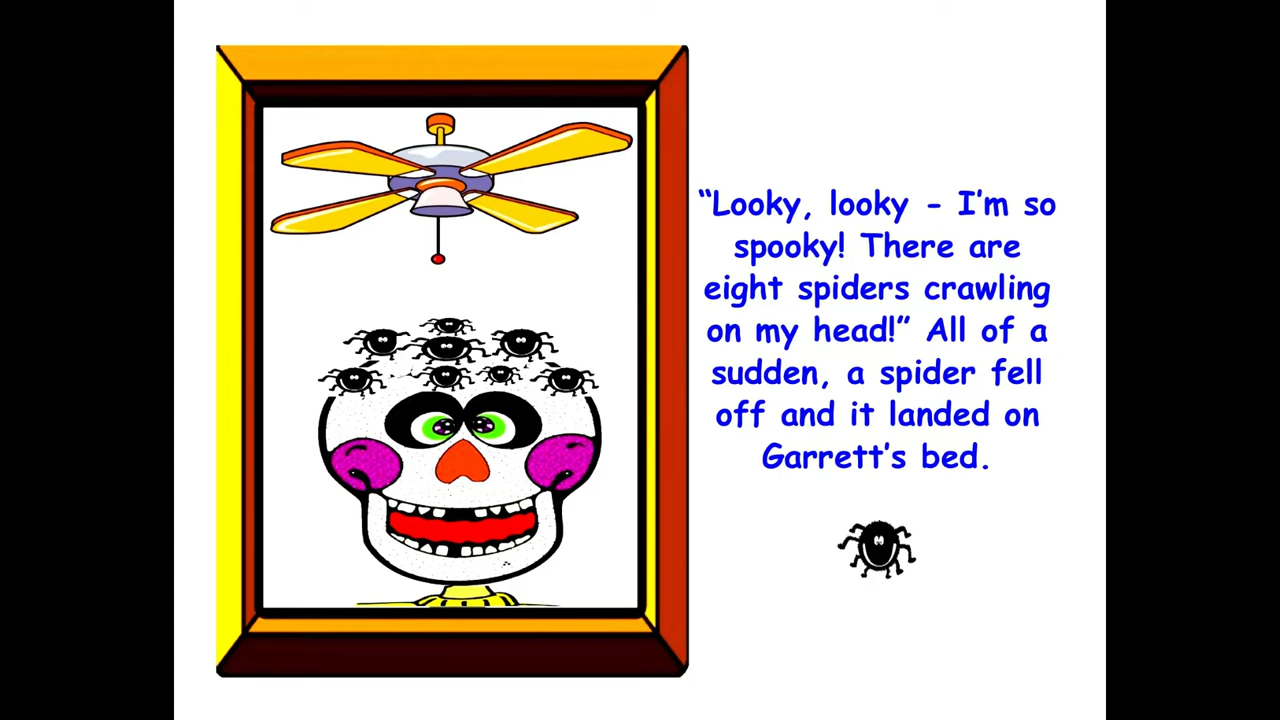 “Looky, looky - I’m so
spooky! There are
eight spiders crawling
on my head!” All of a
sudden, a spider fell
off and it landed on
Garrett’s bed.